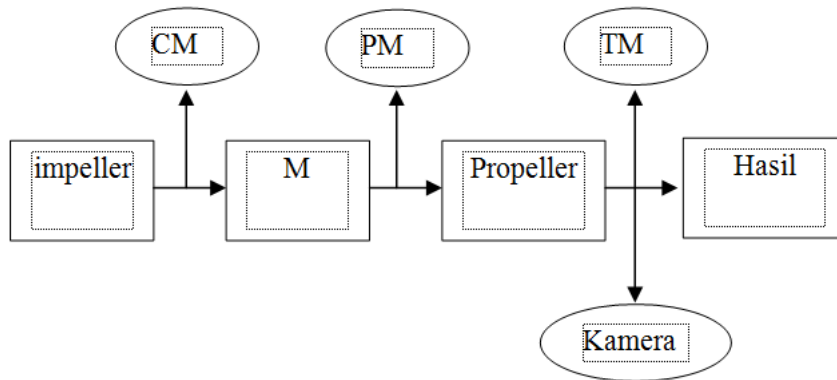 CM
PM
TM
impeller
M
Propeller
Hasil
Kamera